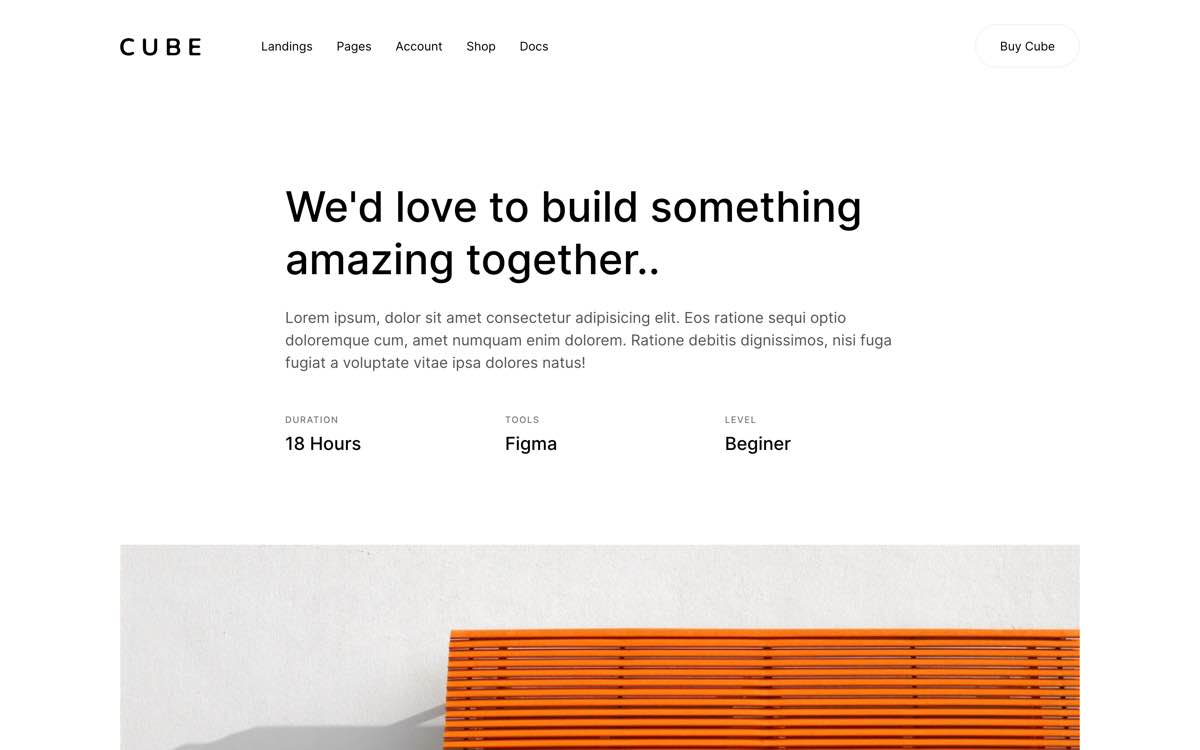 CUBE
Landings Pages Account Shop Docs
Buy Cube
We'd love to build something
amazing together..
Lorem ipsum, dolor sit amet consectetur adipisicing elit. Eos ratione sequi optio
doloremque cum, amet numquam enim dolorem. Ratione debitis dignissimos, nisi fuga
fugiat a voluptate vitae ipsa dolores natus!
DURATION
18 Hours
TOOLS
Figma
LEVEL
Beginer